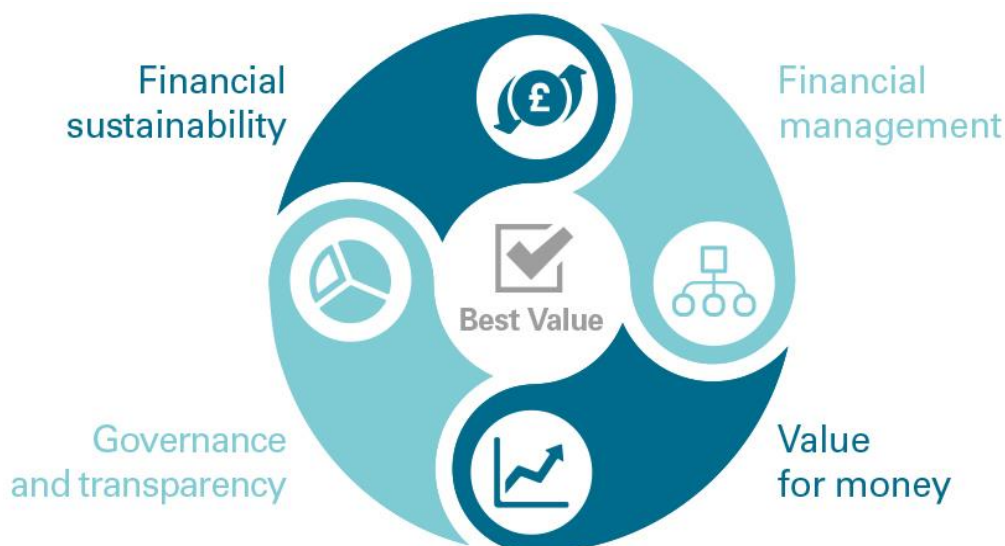 Financial
sustainability
£
Financial
management
Best Value
Governance
and transparency
Value
for money